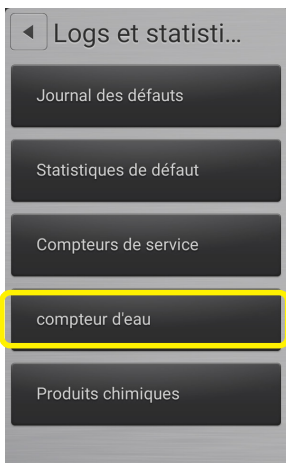 Logs et statisti...
Journal des défauts
Statistiques de défaut
Compteurs de service
compteur d'eau
Produits chimiques